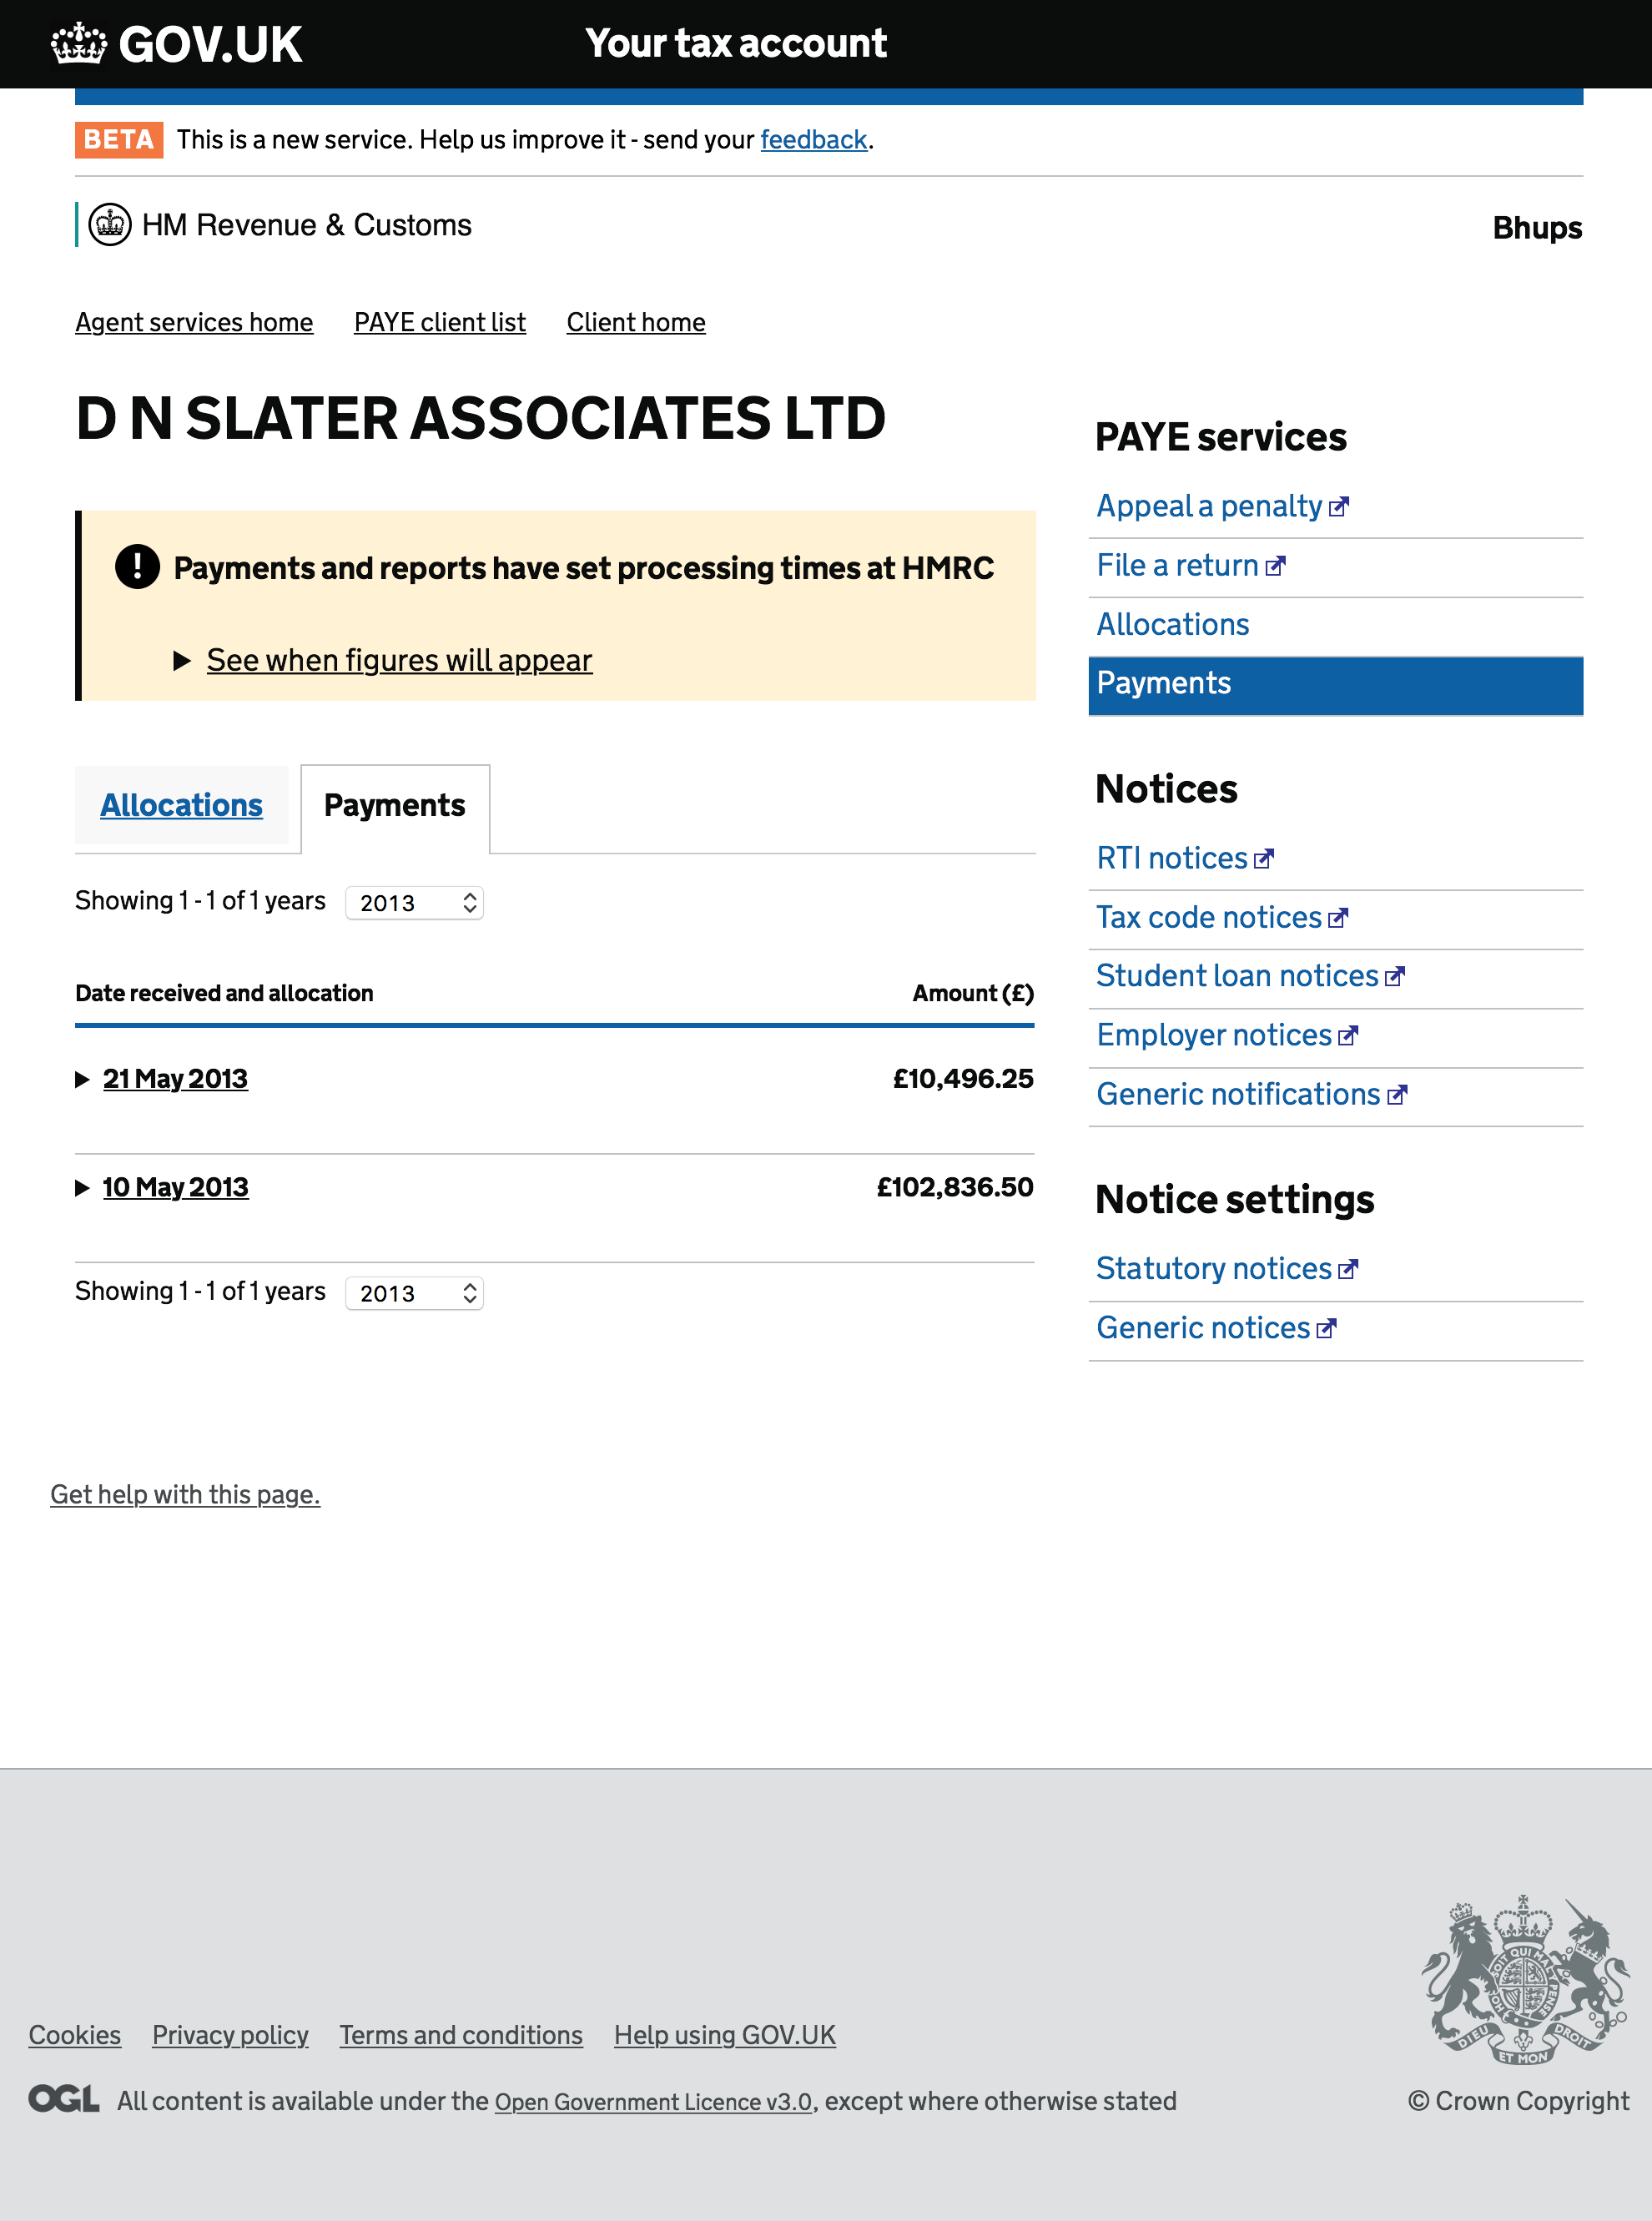 GOV.UK
Your tax account
BETA This is a new service. Help us improve it - send your feedback.
HM Revenue & Customs
Bhups
Agent services home PAYE client list Client home
D N SLATER ASSOCIATES LTD
! Payments and reports have set processing times at HMRC
See when figures will appear
Allocations Payments
Showing 1 - 1 of 1 years 2013
Date received and allocation Amount (£)
21 May 2013 £10,496.25
10 May 2013 £102,836.50
Showing 1 - 1 of 1 years 2013
PAYE services
Appeal a penalty
File a return
Allocations
Payments
Notices
RTI notices
Tax code notices
Student loan notices
Employer notices
Generic notifications
Notice settings
Statutory notices
Generic notices
Get help with this page.
Cookies Privacy policy Terms and conditions Help using GOV.UK
OGL All content is available under the Open Government Licence v3.0, except where otherwise stated
DIEU ET MON DROIT
© Crown Copyright